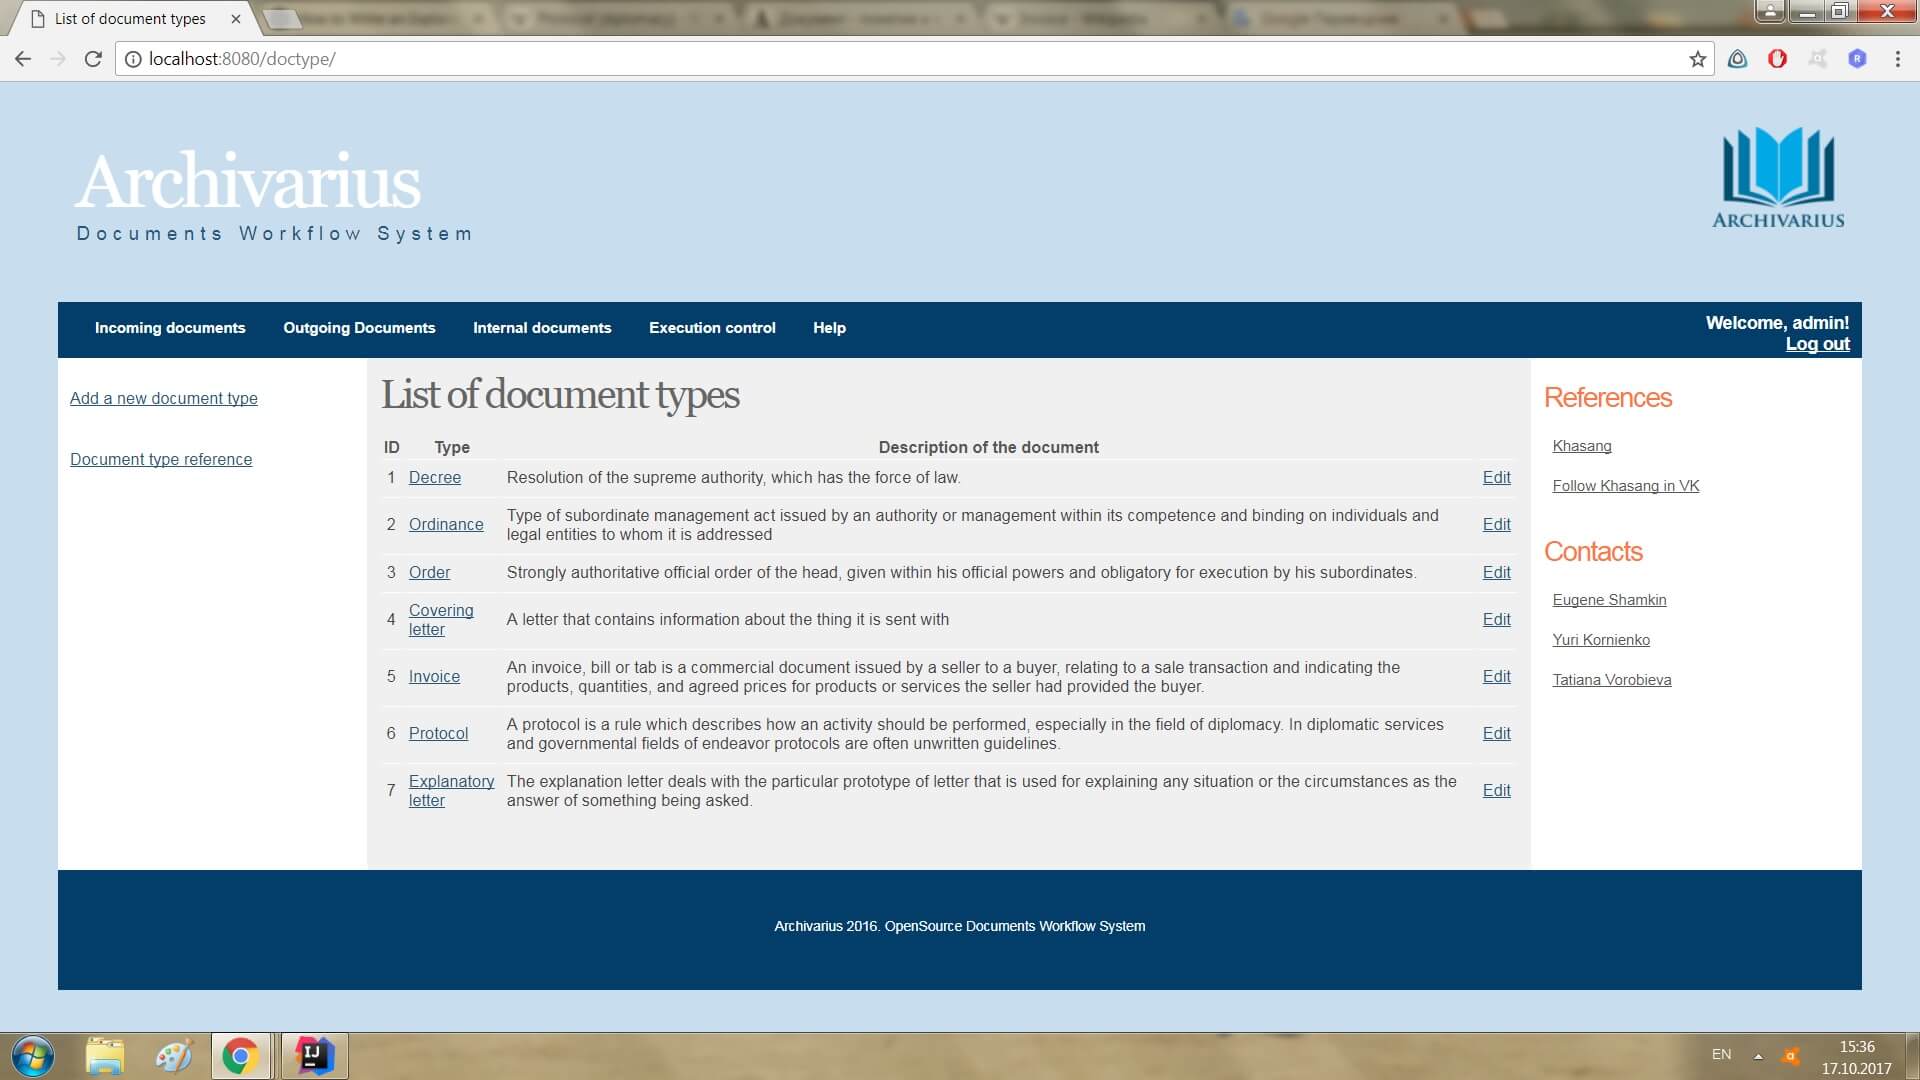 List of document types
localhost:8080/doctype/
Archivarius
Documents Workflow System
ARCHIVARIUS
Incoming documents Outgoing Documents Internal documents Execution control Help
Welcome, admin!
Log out
Add a new document type
Document type reference
List of document types
ID Type Description of the document
1 Decree Resolution of the supreme authority, which has the force of law. Edit
2 Ordinance Type of subordinate management act issued by an authority or management within its competence and binding on individuals and
legal entities to whom it is addressed Edit
3 Order Strongly authoritative official order of the head, given within his official powers and obligatory for execution by his subordinates. Edit
4 Covering
letter A letter that contains information about the thing it is sent with Edit
5 Invoice An invoice, bill or tab is a commercial document issued by a seller to a buyer, relating to a sale transaction and indicating the
products, quantities, and agreed prices for products or services the seller had provided the buyer. Edit
6 Protocol A protocol is a rule which describes how an activity should be performed, especially in the field of diplomacy. In diplomatic services
and governmental fields of endeavor protocols are often unwritten guidelines. Edit
7 Explanatory
letter The explanation letter deals with the particular prototype of letter that is used for explaining any situation or the circumstances as the
answer of something being asked. Edit
References
Khasang
Follow Khasang in VK
Contacts
Eugene Shamkin
Yuri Kornienko
Tatiana Vorobieva
Archivarius 2016. OpenSource Documents Workflow System
IJ
EN
15:36
17.10.2017